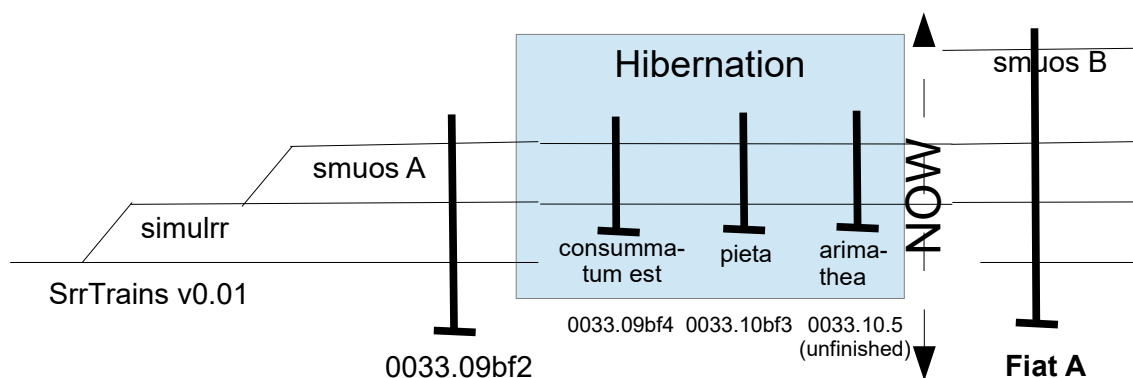 Hibernation
smuos B
smuos A
simulrr
SrrTrains v0.01
NOW
consumma-
tum est
pieta
arima-
thea
0033.09bf4
0033.10bf3
0033.10.5
(unfinished)
0033.09bf2
Fiat A